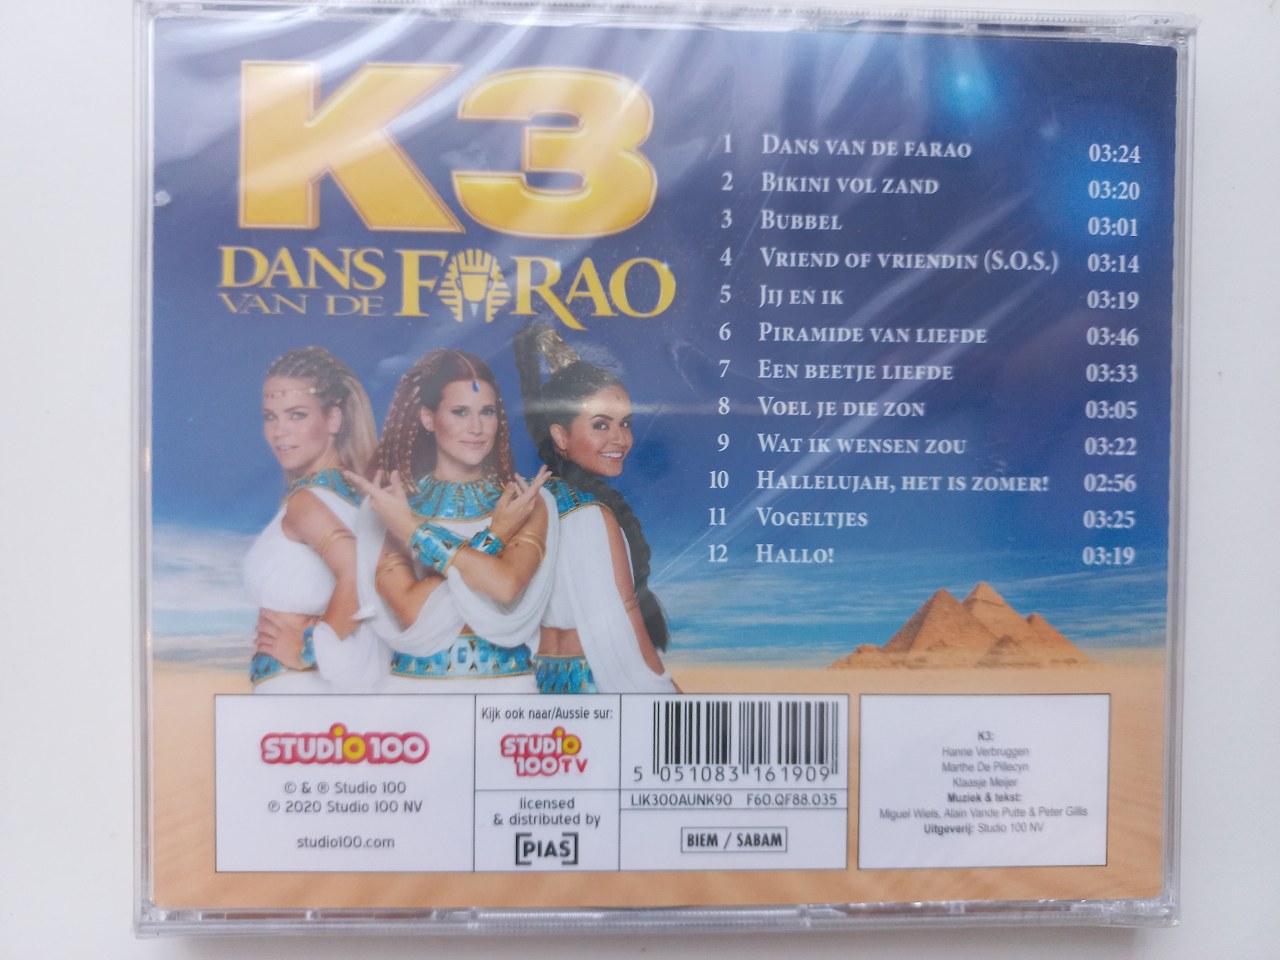 K3
DANS
VAN DE
FARAO
1 DANS VAN DE FARAO 03:24
2 BIKINI VOL ZAND 03:20
3 BUBBEL 03:01
4 VRIEND OF VRIENDIN (S.O.S.) 03:14
5 JIJ EN IK 03:19
6 PIRAMIDE VAN LIEFDE 03:46
7 EEN BEETJE LIEFDE 03:33
8 VOEL JE DIE ZON 03:05
9 WAT IK WENSEN ZOU 03:22
10 HALLELUJAH, HET IS ZOMER! 02:56
11 VOGELTJES 03:25
12 HALLO! 03:19
STUDiO 100
© & ® Studio 100
℗ 2020 Studio 100 NV
studio100.com
Kijk ook naar/Aussie sur:
STUDiO
100TV
licensed
& distributed by
[PIAS]
5 051083 161909
LIK300AUNK90 F60.QF88.035
BIEM / SABAM
K3:
Hanne Verbruggen
Marthe De Pillecyn
Klaasje Meijer
Muziek & tekst:
Miguel Wiels, Alain Vande Putte & Peter Gillis
Uitgeverij: Studio 100 NV